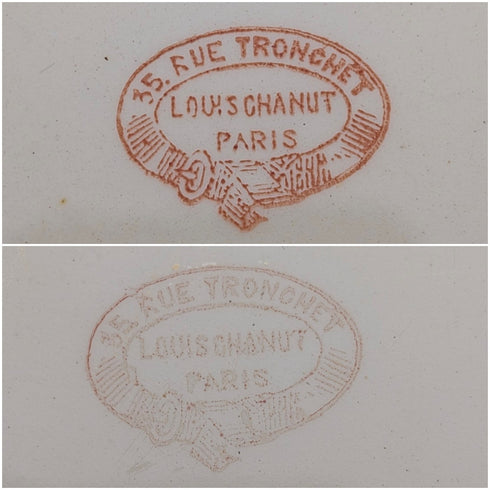 35. RUE TRONCHET
LOUIS CHANUT
PARIS
35. RUE TRONCHET
LOUIS CHANUT
PARIS